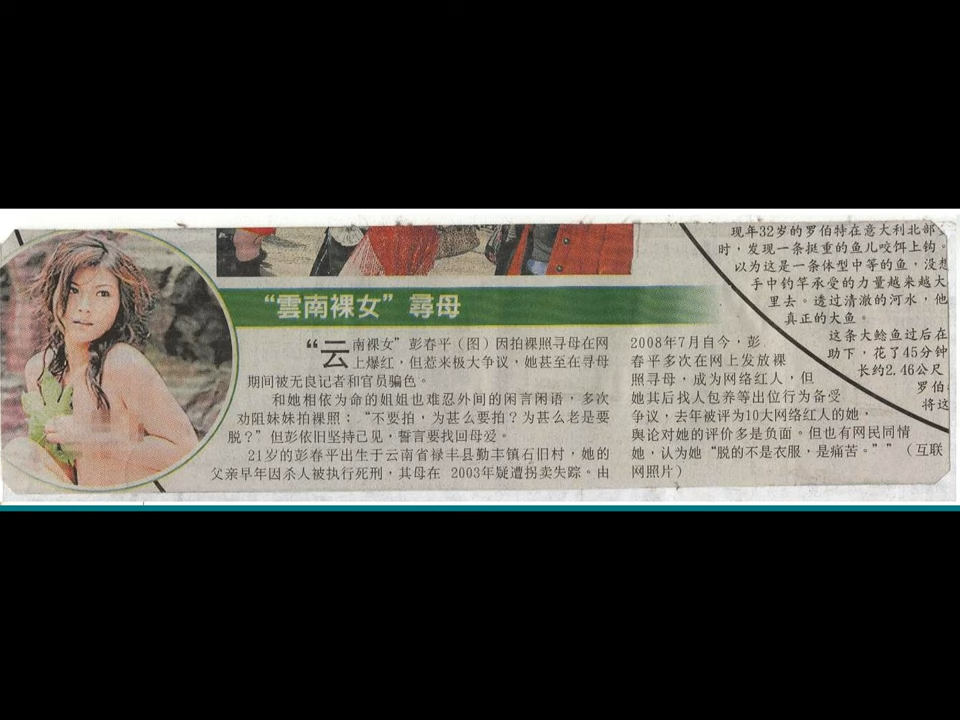 “雲南裸女”尋母
“云南裸女”彭春平（图）因拍裸照寻母在网
上爆红，但惹来极大争议，她甚至在寻母
期间被无良记者和官员骗色。
和她相依为命的姐姐也难忍外间的闲言闲语，多次
劝阻妹妹拍裸照：“不要拍，为甚么要拍？为甚么老是要
脱？”但彭依旧坚持己见，誓言要找回母爱。
21岁的彭春平出生于云南省禄丰县勤丰镇石旧村，她的
父亲早年因杀人被执行死刑，其母在 2003年疑遭拐卖失踪。由
2008年7月自今，彭
春平多次在网上发放裸
照寻母，成为网络红人，但
她其后找人包养等出位行为备受
争议，去年被评为10大网络红人的她，
舆论对她的评价多是负面。但也有网民同情
她，认为她“脱的不是衣服，是痛苦。””（互联
网照片）
现年32岁的罗伯特在意大利北部
时，发现一条挺重的鱼儿咬饵上钩。
以为这是一条体型中等的鱼，没想
手中钓竿承受的力量越来越大
里去。透过清澈的河水，他
真正的大鱼。
这条大鲶鱼过后在
助下，花了45分钟
长约2.46公尺
罗伯
将这